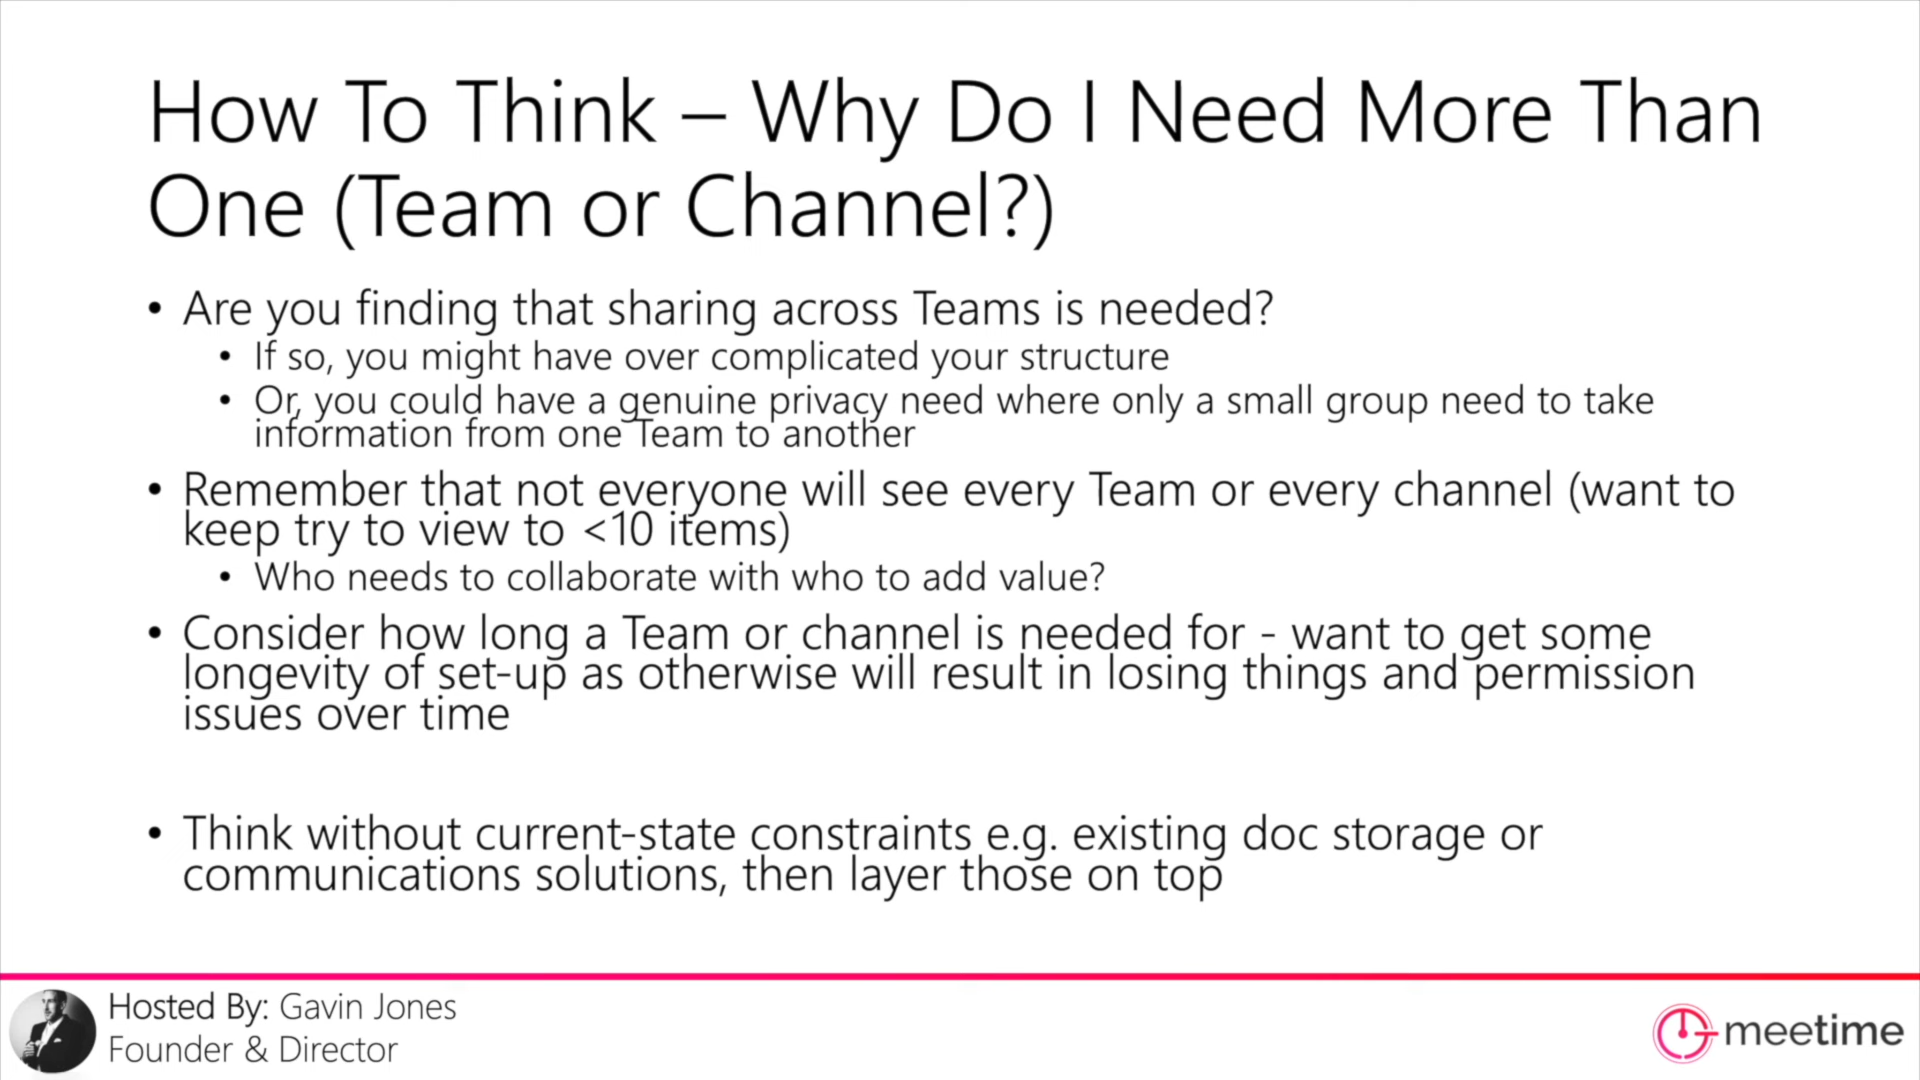 How To Think – Why Do I Need More Than
One (Team or Channel?)
• Are you finding that sharing across Teams is needed?
• If so, you might have over complicated your structure
• Or, you could have a genuine privacy need where only a small group need to take
information from one Team to another
• Remember that not everyone will see every Team or every channel (want to
keep try to view to <10 items)
• Who needs to collaborate with who to add value?
• Consider how long a Team or channel is needed for - want to get some
longevity of set-up as otherwise will result in losing things and permission
issues over time
• Think without current-state constraints e.g. existing doc storage or
communications solutions, then layer those on top
Hosted By: Gavin Jones
Founder & Director
meetime